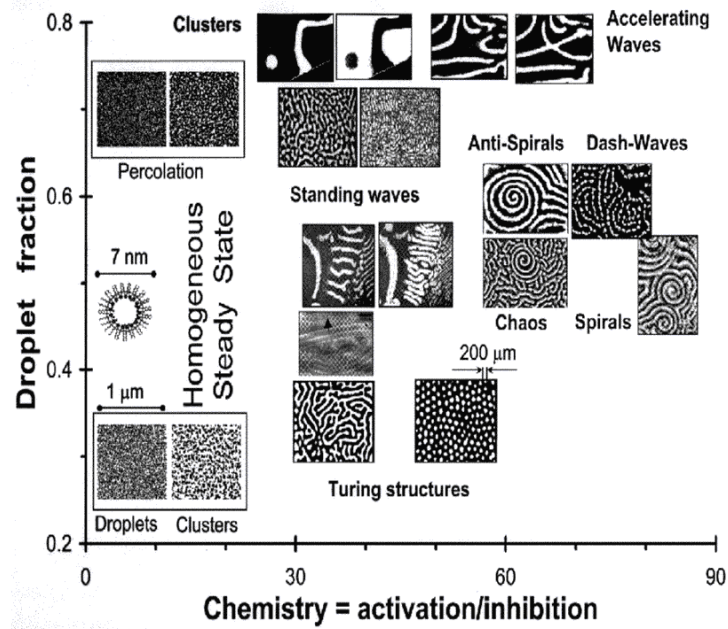 0.8
Clusters
Accelerating
Waves
Percolation
Anti-Spirals
Dash-Waves
0.6
Standing waves
Homogeneous
Steady State
7 nm
Droplet fraction
Chaos
Spirals
200 µm
0.4
1 µm
Turing structures
Droplets
Clusters
0.2
0
30
60
90
Chemistry = activation/inhibition